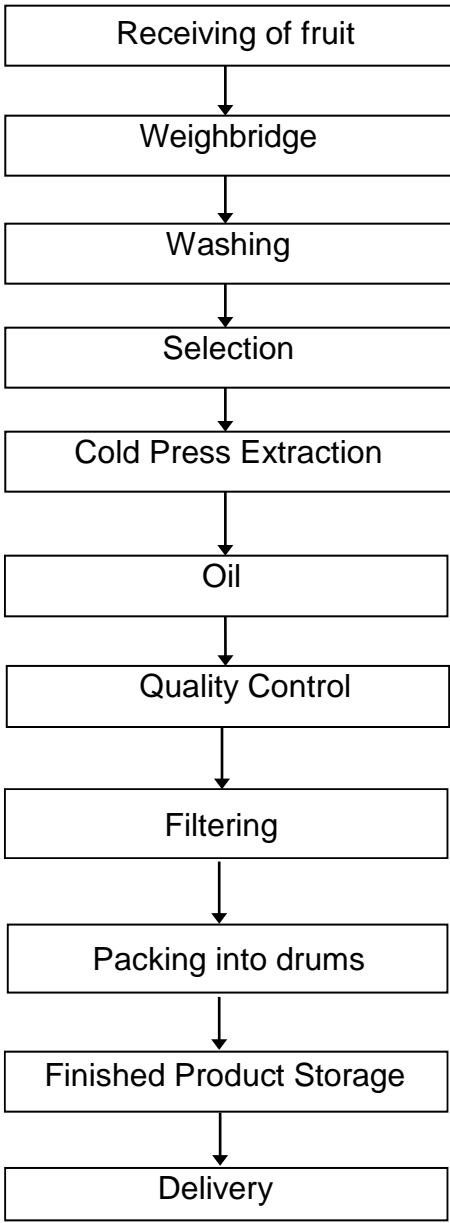 Receiving of fruit
Weighbridge
Washing
Selection
Cold Press Extraction
Oil
Quality Control
Filtering
Packing into drums
Finished Product Storage
Delivery